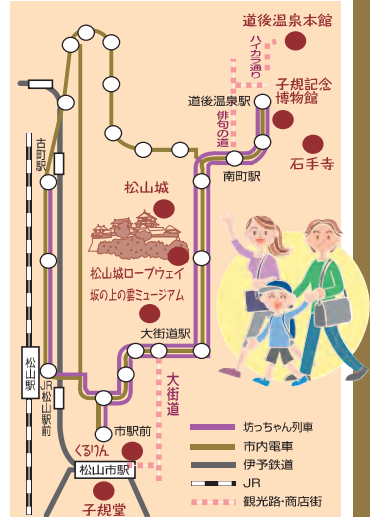 道後温泉本館
ハイカラ通り
子規記念
博物館
道後温泉駅
俳句の道
石手寺
南町駅
古町駅
松山城
松山城ロープウェイ
坂の上の雲ミュージアム
大街道駅
大街道
松山駅
JR松山駅前
市駅前
くるりん
松山市駅
子規堂
坊っちゃん列車
市内電車
伊予鉄道
JR
観光路・商店街